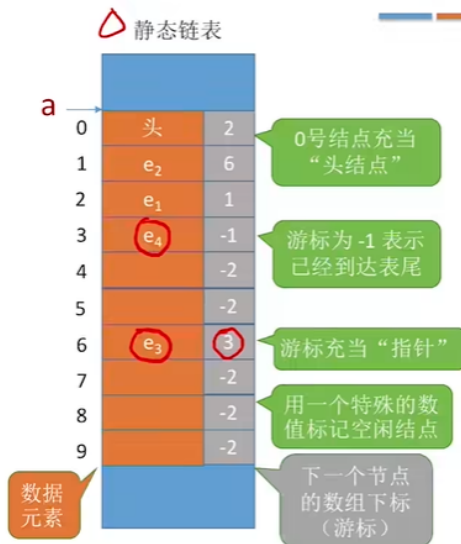 静态链表
a
0 头 2
0号结点充当
“头结点”
1 e₂ 6
2 e₁ 1
3 e₄ -1
游标为 -1 表示
已经到达表尾
4 -2
5 -2
6 e₃ 3
游标充当“指针”
7 -2
8 -2
用一个特殊的数
值标记空闲结点
9 -2
数据
元素
下一个节点
的数组下标
（游标）